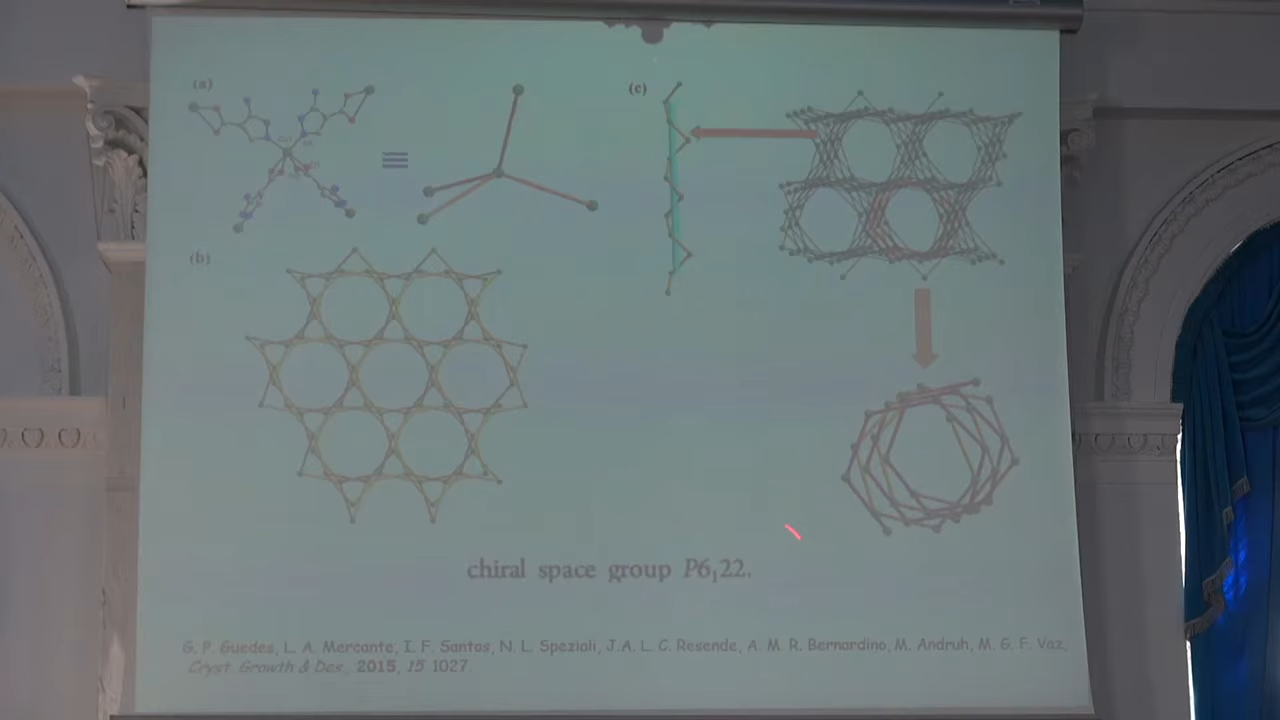 (a)
(c)
(b)
chiral space group P6₁22.
G. P. Guedes, L. A. Mercante, I. F. Santos, N. L. Speziali, J.A. L. C. Resende, A. M. R. Bernardino, M. Andruh, M. G. F. Vaz,
Cryst. Growth & Des., 2015, 15 1027.